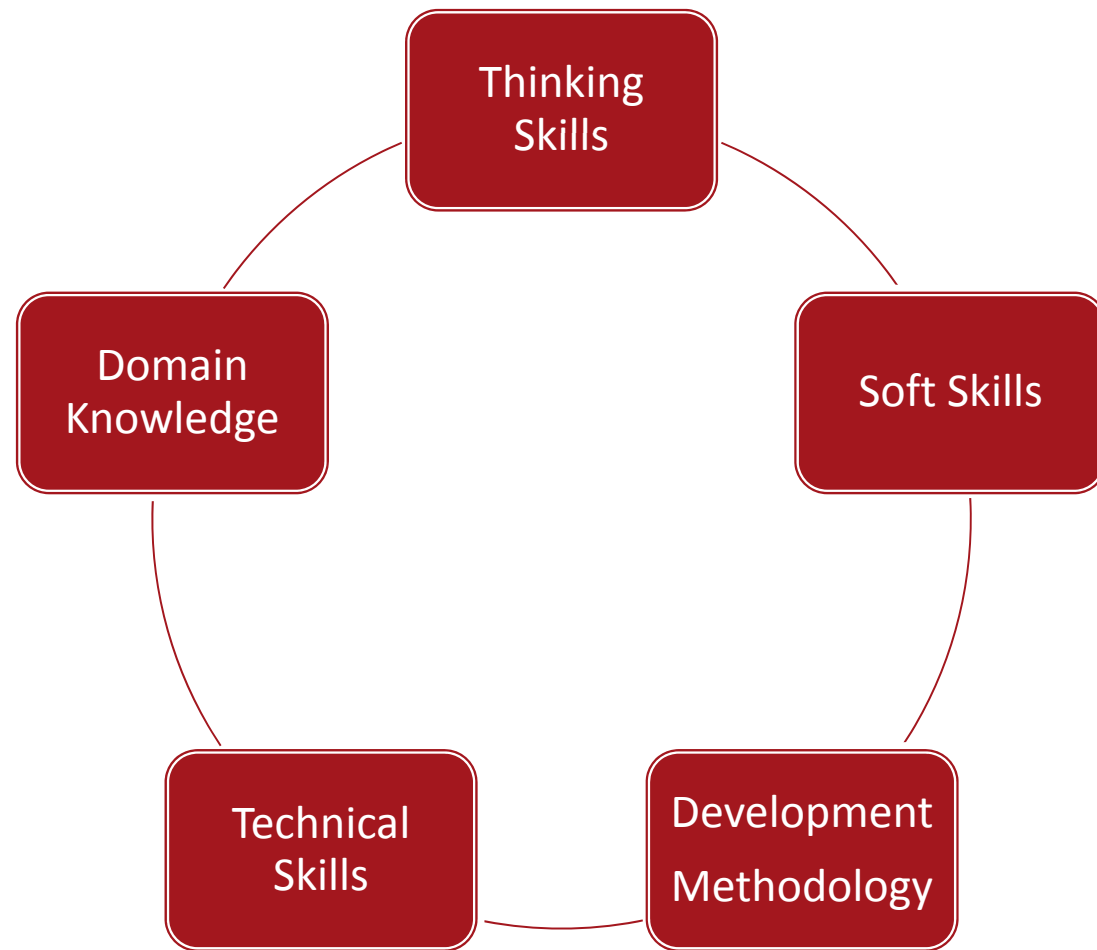 Thinking
Skills
Domain
Knowledge
Soft Skills
Technical
Skills
Development
Methodology